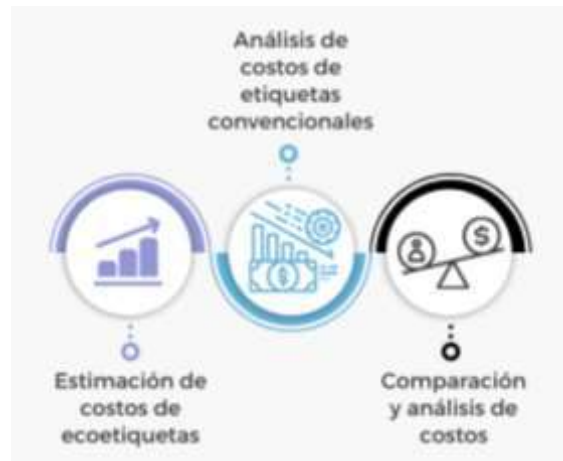 Análisis de
costos de
etiquetas
convencionales
$
$
Estimación de
costos de
ecoetiquetas
Comparación
y análisis de
costos